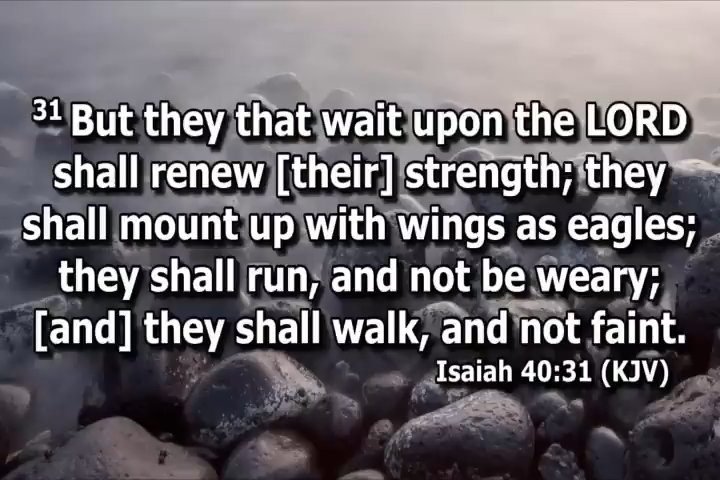 31 But they that wait upon the LORD
shall renew [their] strength; they
shall mount up with wings as eagles;
they shall run, and not be weary;
[and] they shall walk, and not faint.
Isaiah 40:31 (KJV)